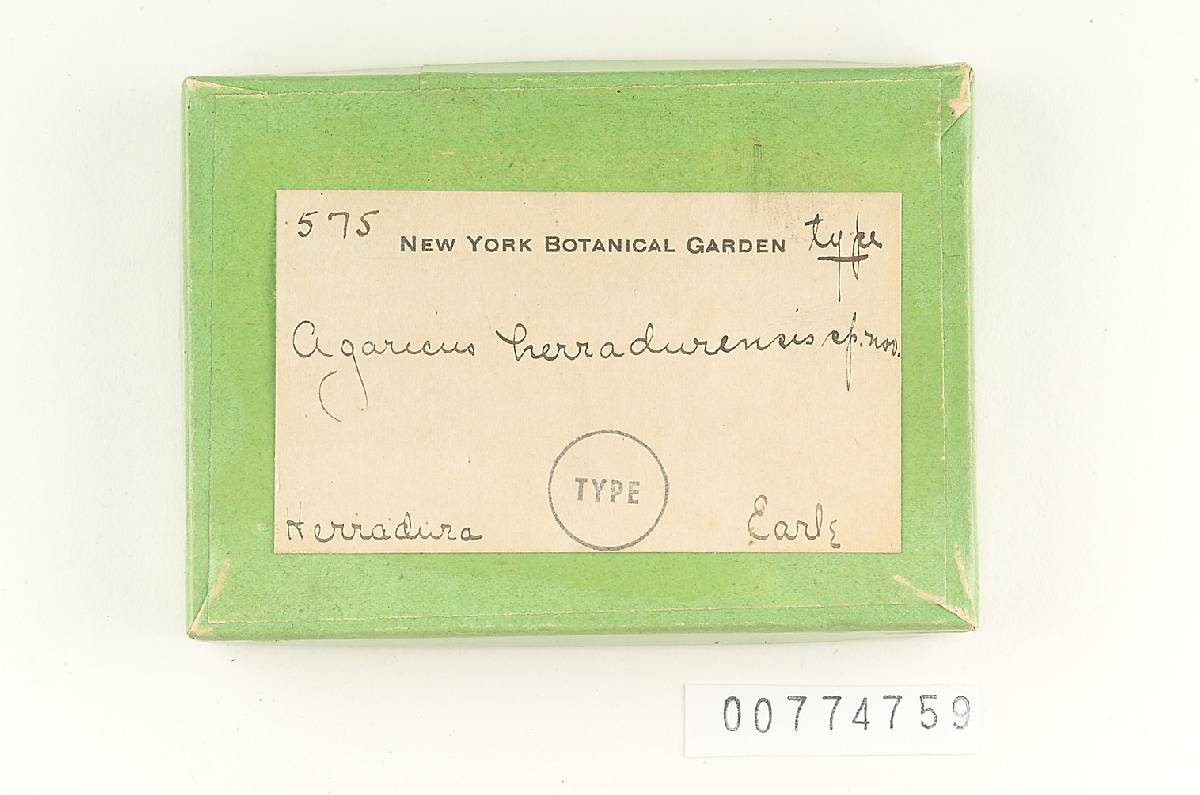 575
NEW YORK BOTANICAL GARDEN type
Agaricus herradurensis sp. nov.
TYPE
Herradura Earle
00774759